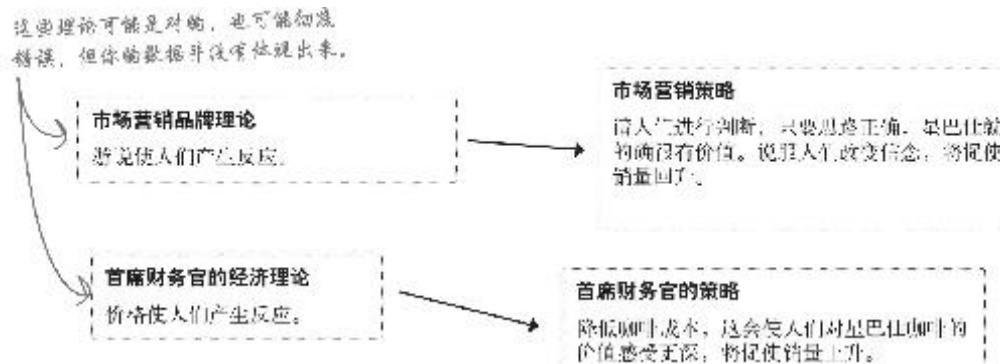 这些理论可能是对的，也可能彻底
错误，但你的数据并没有体现出来。
市场营销品牌理论
游说使人们产生反应。
市场营销策略
请人们进行判断，只要思路正确，星巴仕就
的确很有价值。说服人们改变信念，将促使
销量回升。
首席财务官的经济理论
价格使人们产生反应。
首席财务官的策略
降低咖啡成本，这会使人们对星巴仕咖啡的
价值感受更深，将促使销量上升。